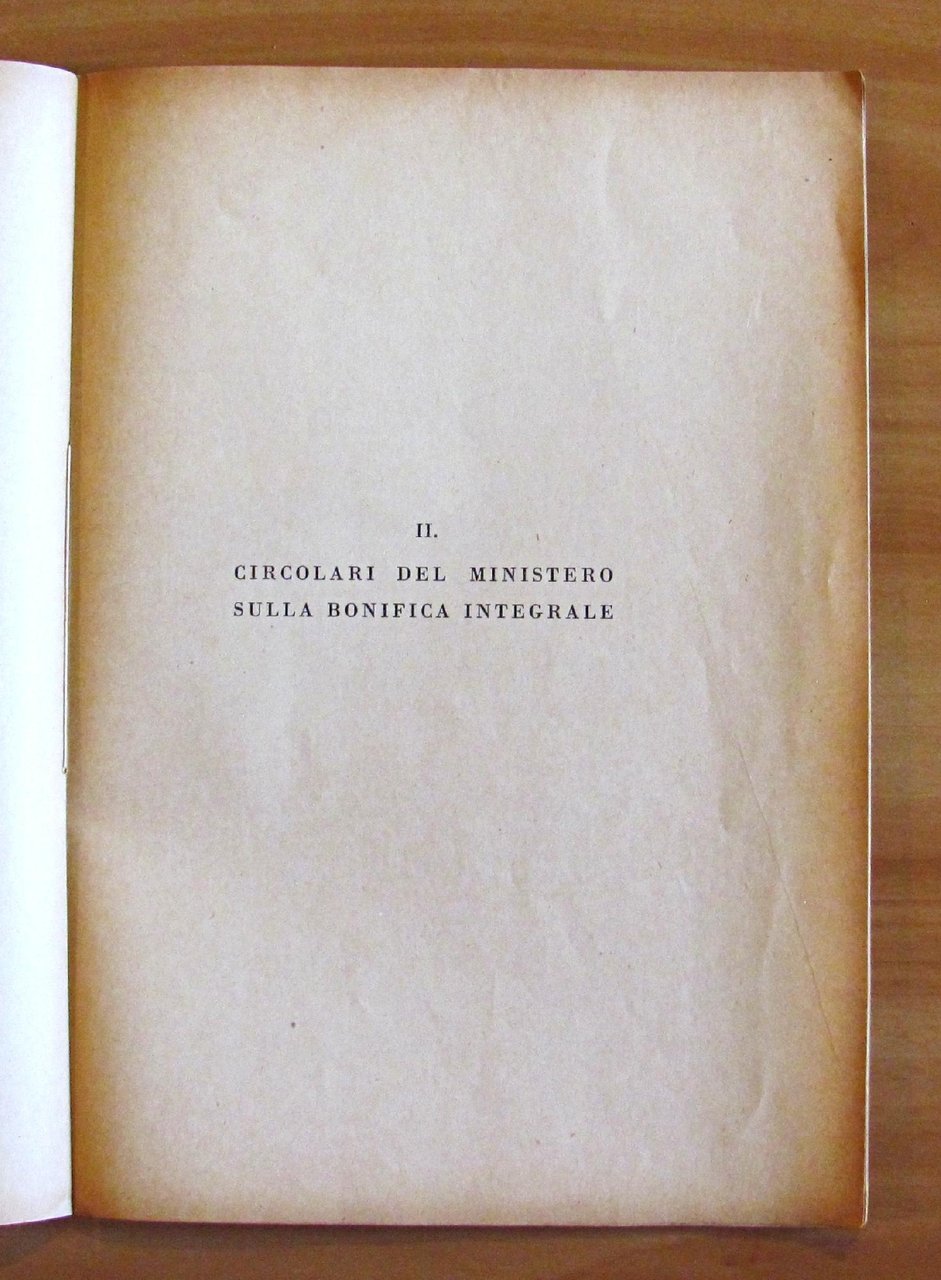 II.
CIRCOLARI DEL MINISTERO
SULLA BONIFICA INTEGRALE